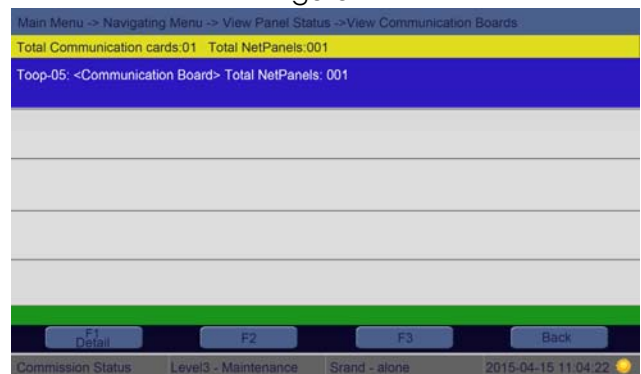 Main Menu -> Navigating Menu -> View Panel Status ->View Communication Boards
Total Communication cards:01 Total NetPanels:001
Toop-05: <Communication Board> Total NetPanels: 001
F1 F2 F3 Back
Detail
Commission Status Level3 - Maintenance Srand - alone 2015-04-15 11:04:22